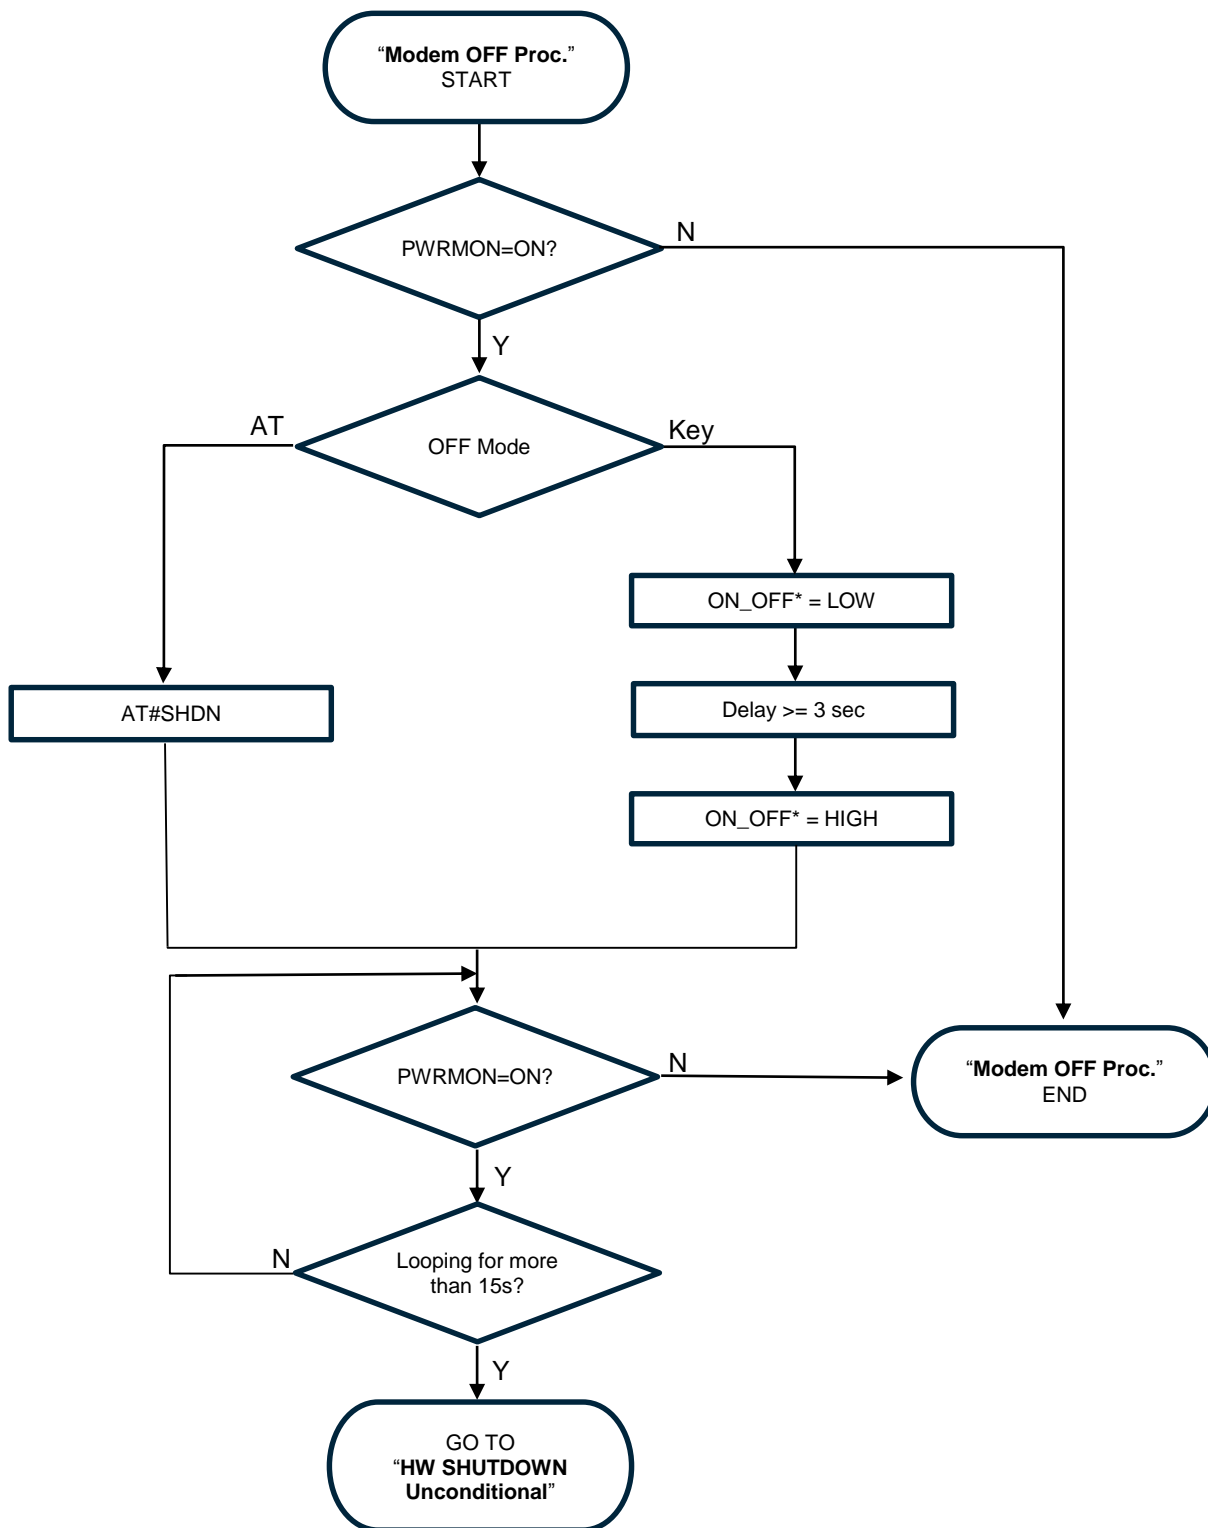 “Modem OFF Proc.”
START
PWRMON=ON?
N
Y
OFF Mode
AT
Key
ON_OFF* = LOW
AT#SHDN
Delay >= 3 sec
ON_OFF* = HIGH
PWRMON=ON?
N
“Modem OFF Proc.”
END
Y
Looping for more
than 15s?
N
Y
GO TO
“HW SHUTDOWN
Unconditional”